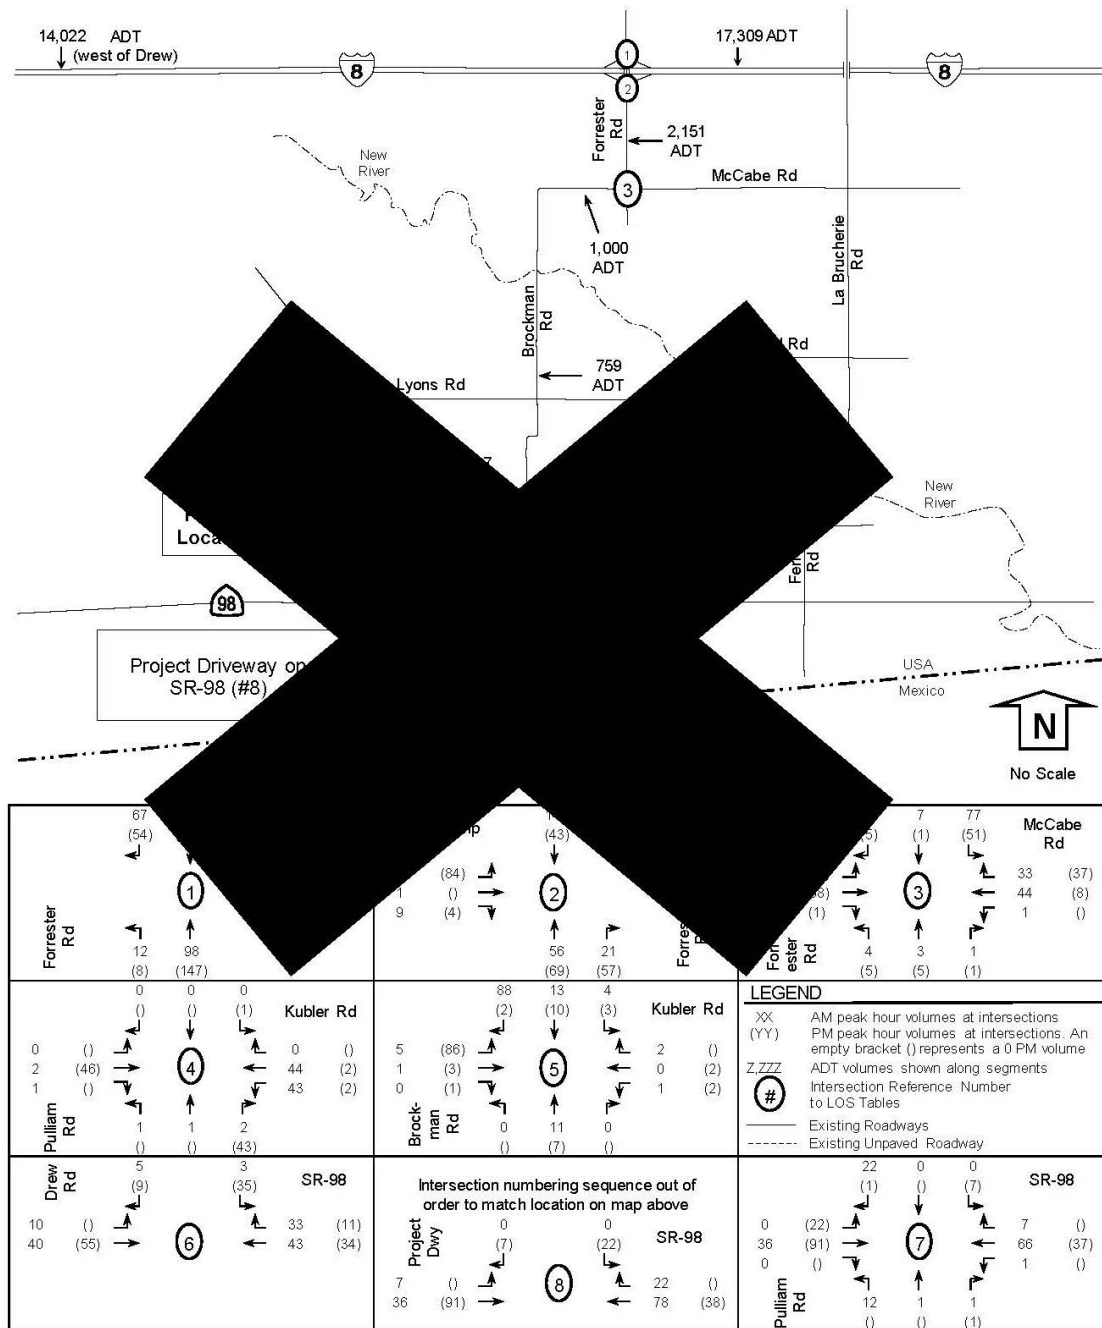 14,022 ADT
(west of Drew)
17,309 ADT
1
8
8
2
Forrester
Rd
2,151
ADT
New
River
McCabe Rd
3
1,000
ADT
La Brucherie
Rd
Brockman
Rd
Rd
759
ADT
Lyons Rd
New
River
Rd
98
Project Driveway on
SR-98 (#8)
USA
Mexico
N
No Scale
67
(54)
1
Forrester
Rd
12 98
(8) (147)
(43)
(84)
1 ()
9 (4)
2
56 21
(69) (57)
7 77
(5) (1) (51)
McCabe
Rd
33 (37)
44 (8)
1 ()
(1)
3
ester
Rd
4 3 1
(5) (5) (1)
0 0 0
() () (1)
Kubler Rd
0 () 0 ()
2 (46) 4 44 (2)
1 () 43 (2)
Pulliam
Rd
1 1 2
() () (43)
88 13 4
(2) (10) (3)
Kubler Rd
5 (86) 2 ()
1 (3) 5 0 (2)
0 (1) 1 (2)
Brock-
man
Rd
0 11 0
() (7) ()
LEGEND
XX AM peak hour volumes at intersections
(YY) PM peak hour volumes at intersections. An
empty bracket () represents a 0 PM volume
Z,ZZZ ADT volumes shown along segments
# Intersection Reference Number
to LOS Tables
Existing Roadways
Existing Unpaved Roadway
Drew
Rd
5 3
(9) (35)
SR-98
10 () 33 (11)
40 (55) 6 43 (34)
Intersection numbering sequence out of
order to match location on map above
Project
Dwy
0 0
(7) (22)
SR-98
7 () 22 ()
36 (91) 8 78 (38)
22 0 0
(1) () (7)
SR-98
0 (22) 7 ()
36 (91) 7 66 (37)
0 () 1 ()
Pulliam
Rd
12 1 1
() () (1)